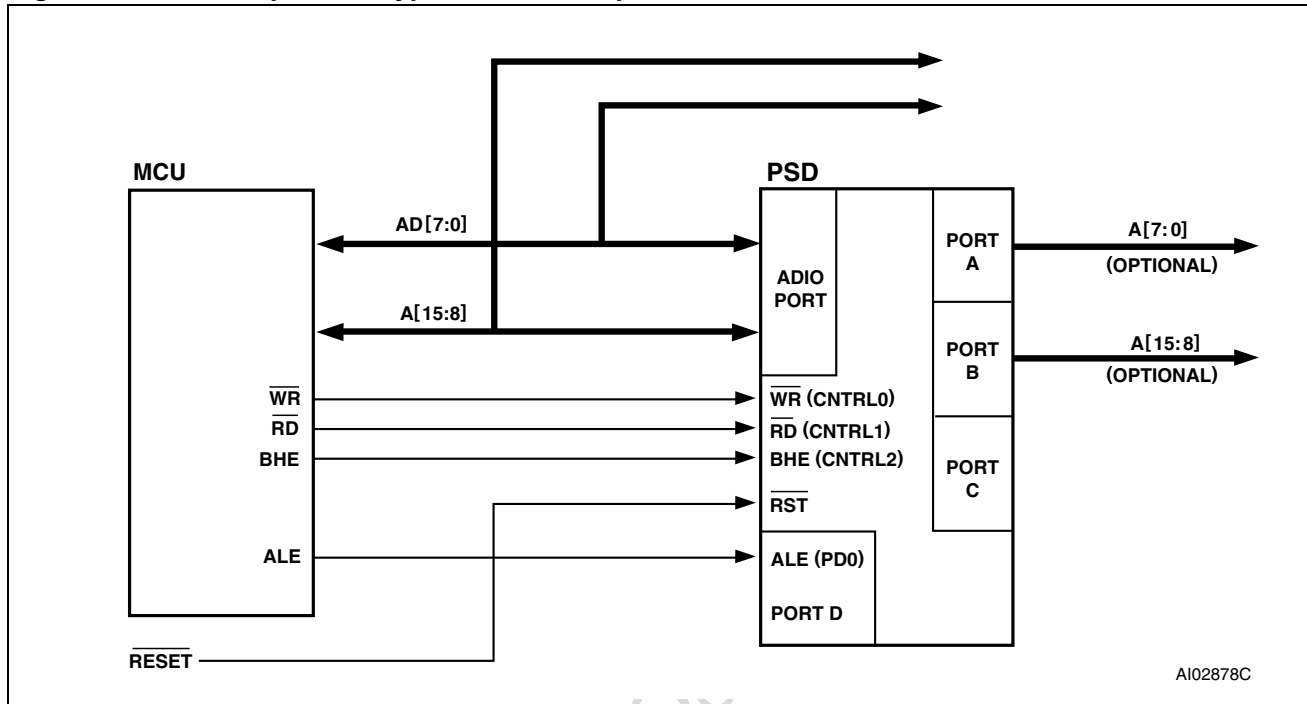 MCU
PSD
AD[7:0]
A[15:8]
WR
RD
BHE
ALE
RESET
ADIO
PORT
WR (CNTRL0)
RD (CNTRL1)
BHE (CNTRL2)
RST
ALE (PD0)
PORT D
PORT
A
PORT
B
PORT
C
A[7:0]
(OPTIONAL)
A[15:8]
(OPTIONAL)
AI02878C